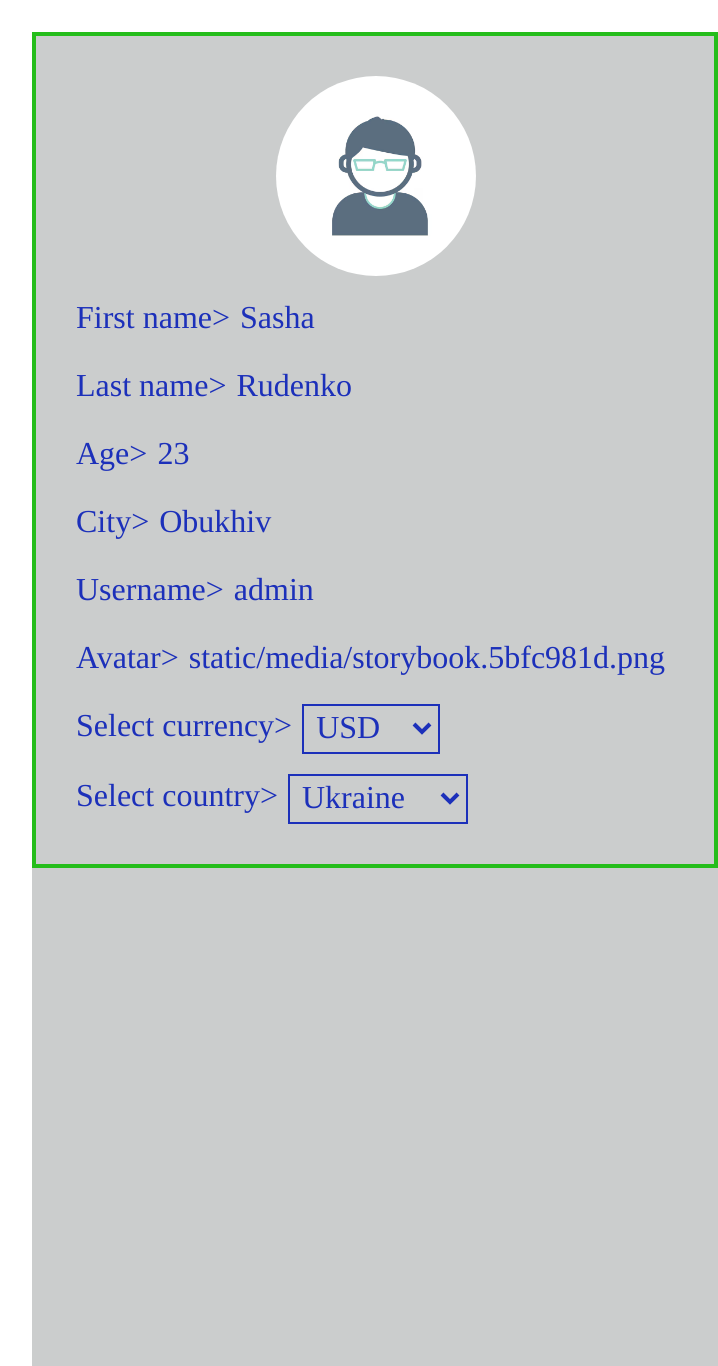 First name> Sasha
Last name> Rudenko
Age> 23
City> Obukhiv
Username> admin
Avatar> static/media/storybook.5bfc981d.png
Select currency> USD
Select country> Ukraine